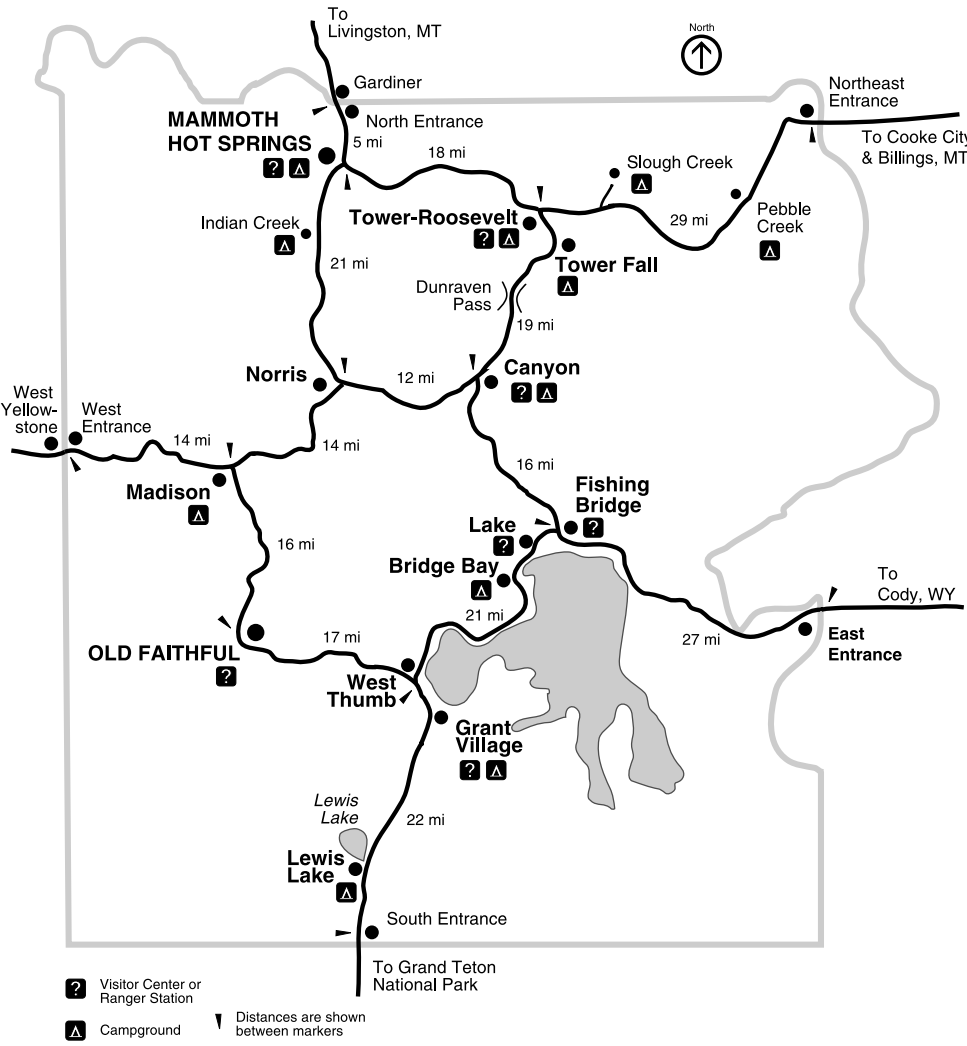 To
Livingston, MT
North
Gardiner
Northeast
Entrance
MAMMOTH
HOT SPRINGS
?
North Entrance
5 mi
18 mi
To Cooke City
& Billings, MT
Slough Creek
Indian Creek
Tower-Roosevelt
?
29 mi
Pebble
Creek
21 mi
Tower Fall
Dunraven
Pass
19 mi
Norris
12 mi
Canyon
?
West
Yellow-
stone
West
Entrance
14 mi
14 mi
Madison
16 mi
Fishing
Bridge
?
Lake
?
16 mi
Bridge Bay
To
Cody, WY
21 mi
27 mi
East
Entrance
OLD FAITHFUL
?
17 mi
West
Thumb
Grant
Village
?
Lewis
Lake
22 mi
Lewis
Lake
South Entrance
To Grand Teton
National Park
? Visitor Center or
Ranger Station
Campground
Distances are shown
between markers